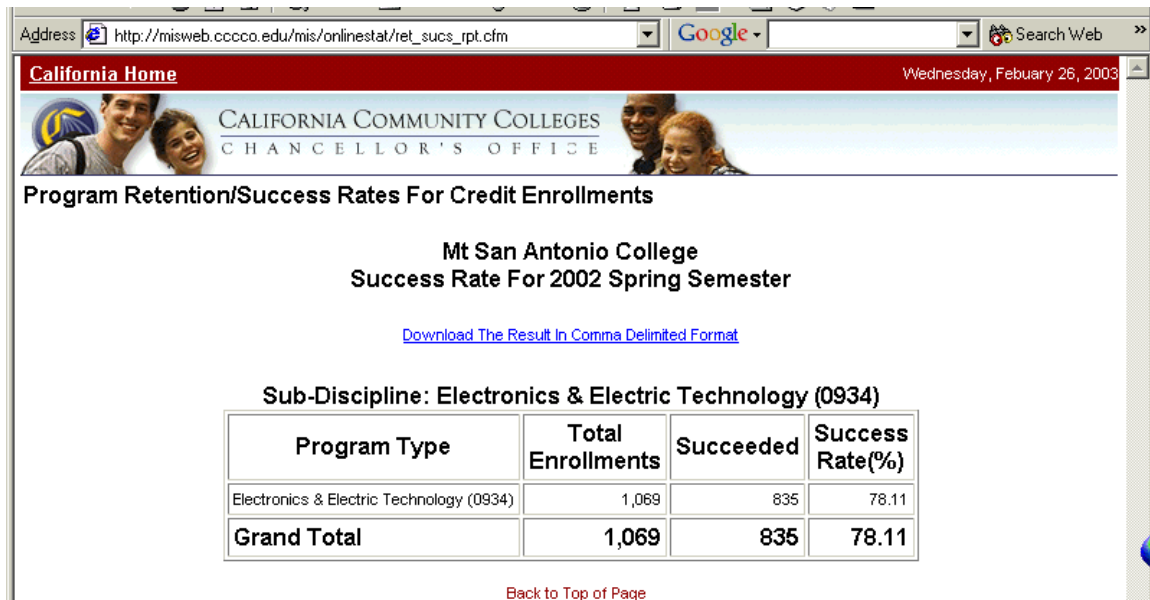 Address http://misweb.cccco.edu/mis/onlinestat/ret_sucs_rpt.cfm Google Search Web »
California Home Wednesday, Febuary 26, 2003
CALIFORNIA COMMUNITY COLLEGES
CHANCELLOR'S OFFICE
Program Retention/Success Rates For Credit Enrollments
Mt San Antonio College
Success Rate For 2002 Spring Semester
Download The Result In Comma Delimited Format
Sub-Discipline: Electronics & Electric Technology (0934)
Program Type Total Enrollments Succeeded Success Rate(%)
Electronics & Electric Technology (0934) 1,069 835 78.11
Grand Total 1,069 835 78.11
Back to Top of Page